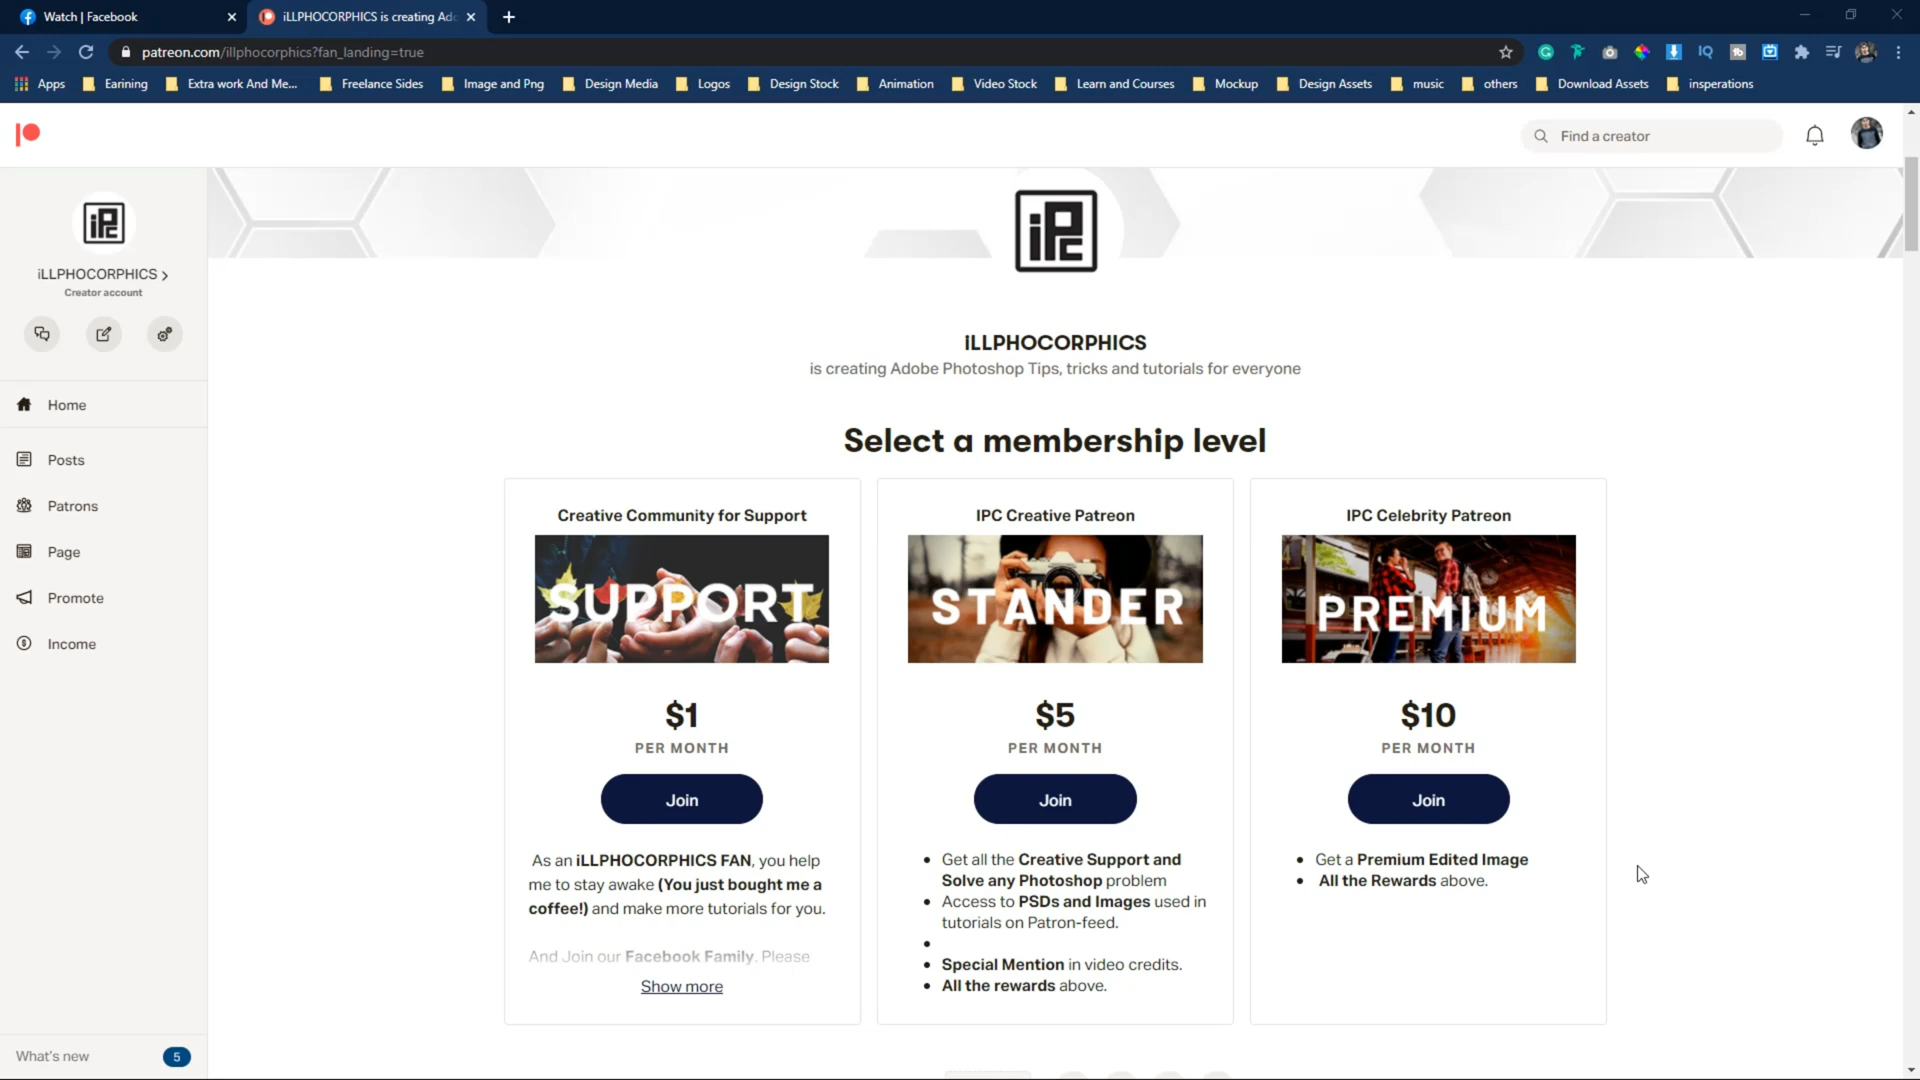 Watch | Facebook
iLLPHOCORPHICS is creating Ado
patreon.com/illphocorphics?fan_landing=true
Apps
Earining
Extra work And Me...
Freelance Sides
Image and Png
Design Media
Logos
Design Stock
Animation
Video Stock
Learn and Courses
Mockup
Design Assets
music
others
Download Assets
insperations
Find a creator
iPc
iLLPHOCORPHICS
Creator account
Home
Posts
Patrons
Page
Promote
Income
What's new
5
iPc
iLLPHOCORPHICS
is creating Adobe Photoshop Tips, tricks and tutorials for everyone
Select a membership level
Creative Community for Support
SUPPORT
$1
PER MONTH
Join
As an iLLPHOCORPHICS FAN, you help
me to stay awake (You just bought me a
coffee!) and make more tutorials for you.
And Join our Facebook Family. Please
Show more
IPC Creative Patreon
STANDER
$5
PER MONTH
Join
Get all the Creative Support and
Solve any Photoshop problem
Access to PSDs and Images used in
tutorials on Patron-feed.
Special Mention in video credits.
All the rewards above.
IPC Celebrity Patreon
PREMIUM
$10
PER MONTH
Join
Get a Premium Edited Image
All the Rewards above.